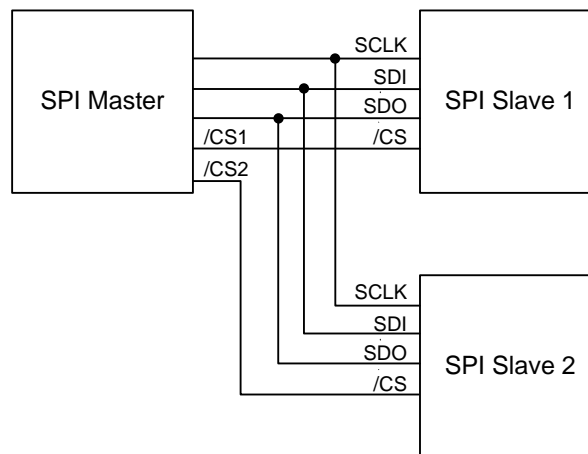 SCLK
SDI
SPI Master
SPI Slave 1
SDO
/CS1
/CS
/CS2
SCLK
SDI
SDO
SPI Slave 2
/CS